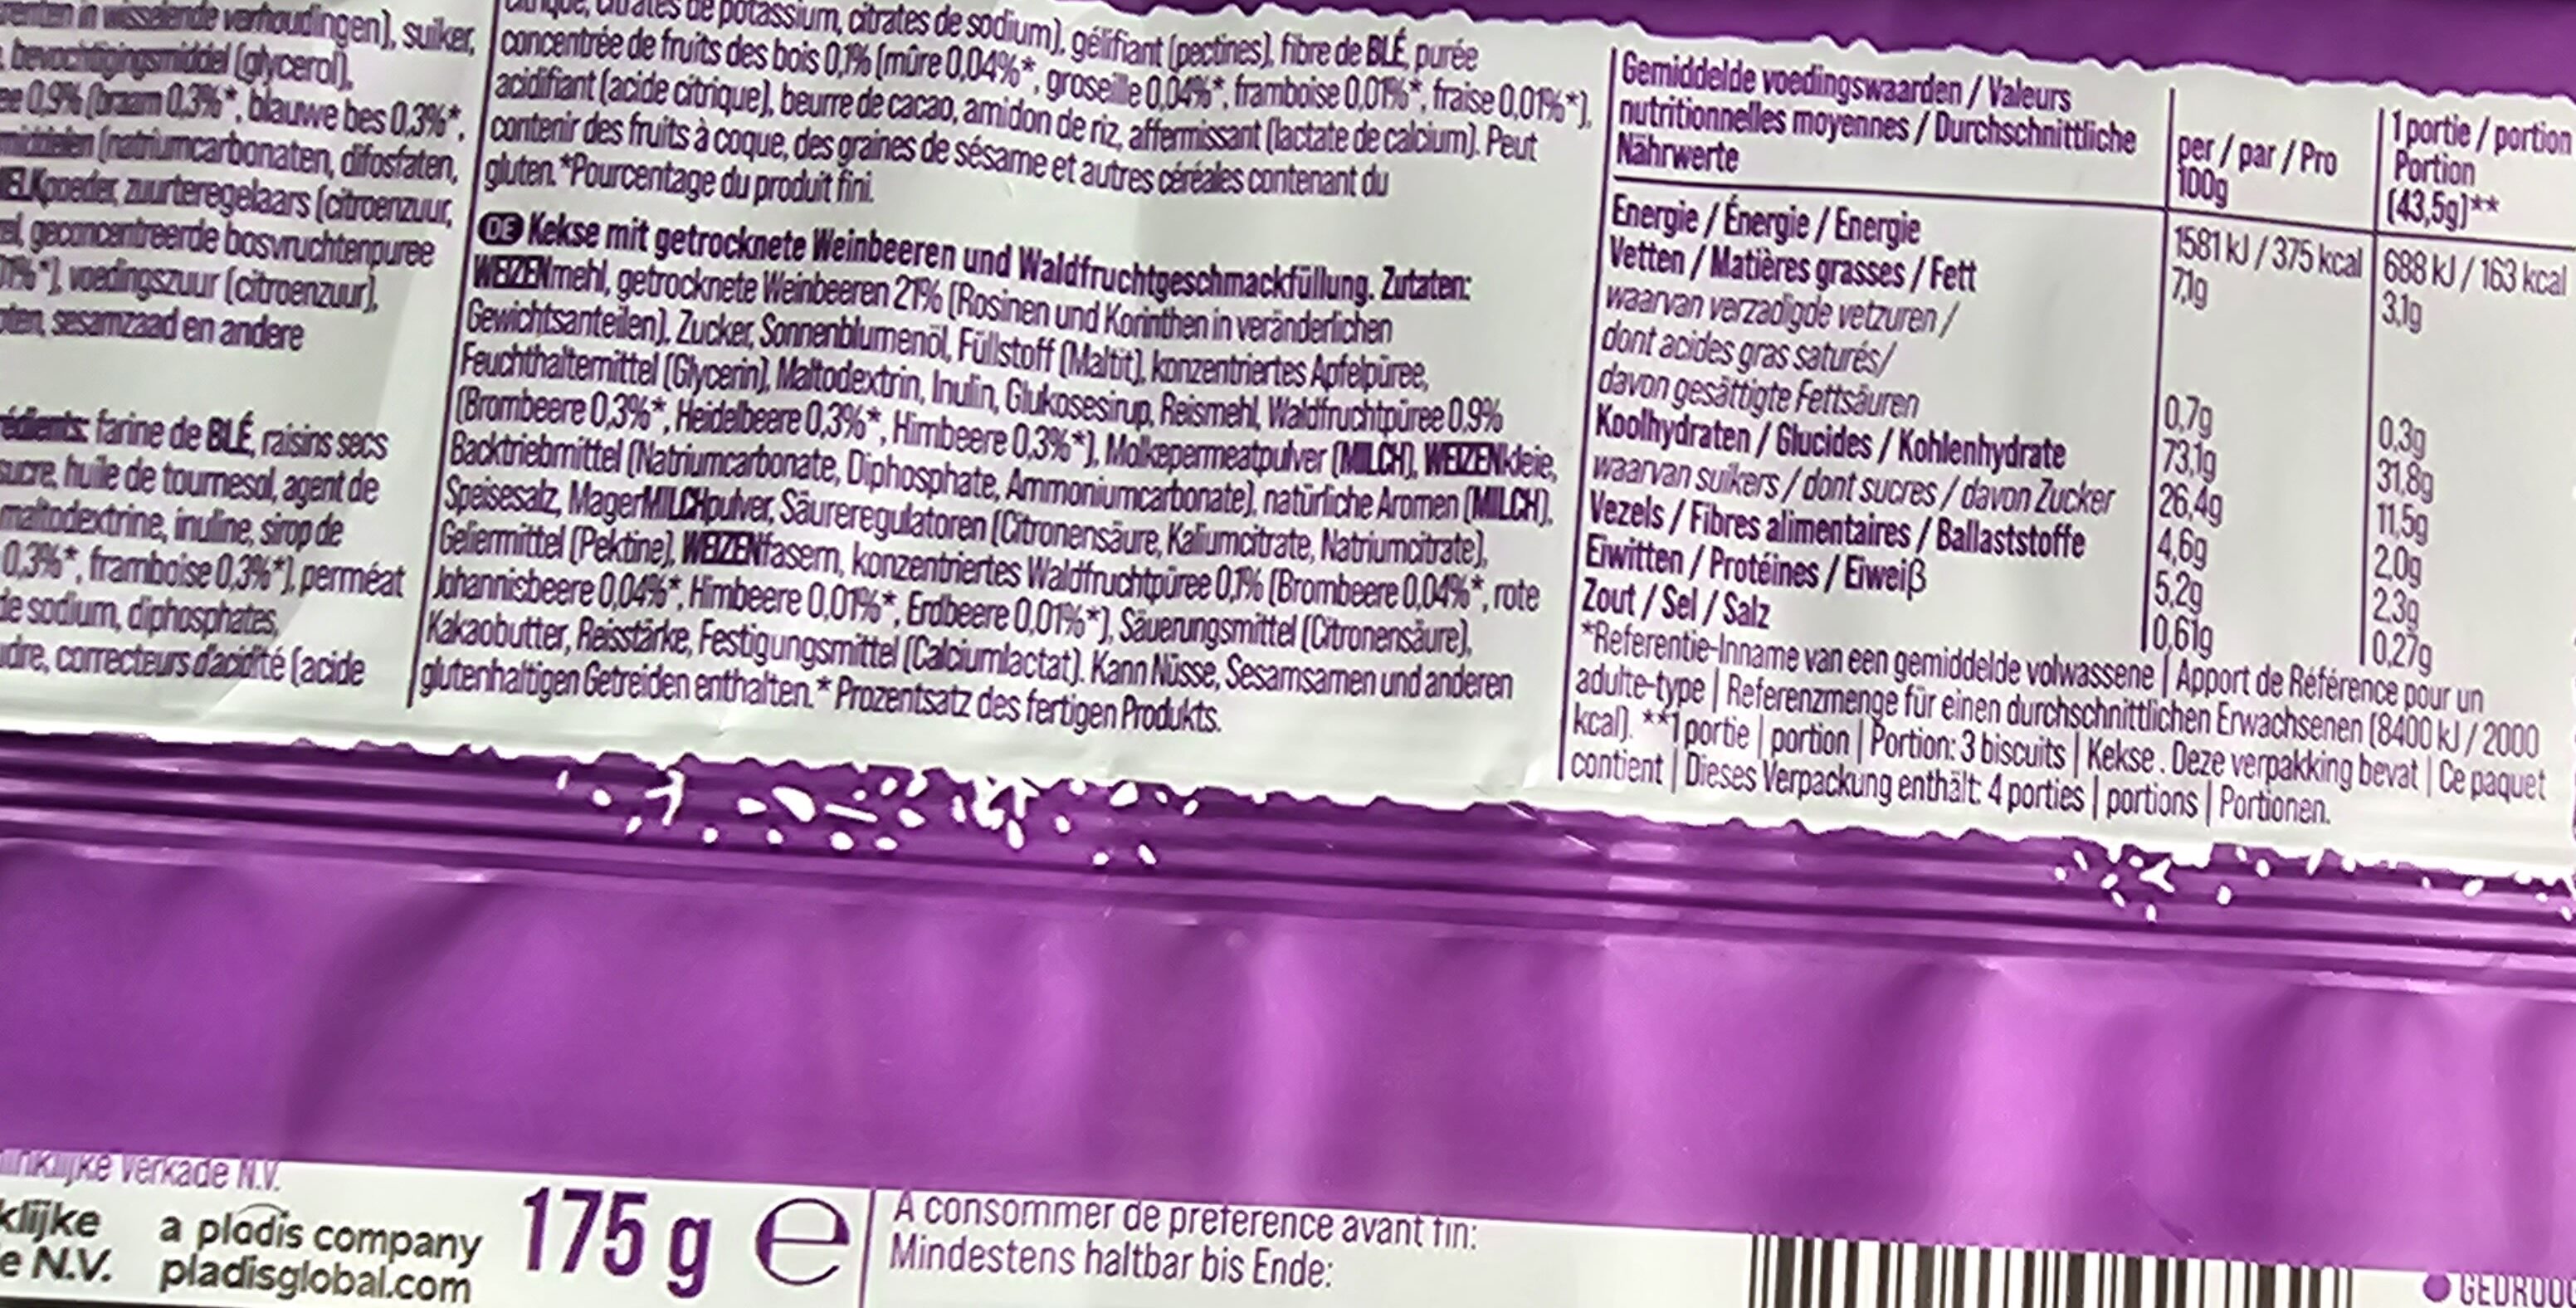 verhoudingen), suiker,
bevochtigingsmiddel (glycerol),
0,9% (braam 0,3%*, blauwe bes 0,3%*,
(natriumcarbonaten, difosfaten,
zuurteregelaars (citroenzuur,
geconcentreerde bosvruchtenpuree
voedingszuur (citroenzuur),
sesamzaad en andere
farine de BLÉ, raisins secs
sucre, huile de tournesol, agent de
maltodextrine, inuline, sirop de
0,3%*, framboise 0,3%*), perméat
de sodium, diphosphates,
correcteurs d'acidité (acide
citrates de potassium, citrates de sodium), gélifiant (pectines), fibre de BLÉ, purée
concentrée de fruits des bois 0,1% (mûre 0,04%*, groseille 0,04%*, framboise 0,01%*, fraise 0,01%*),
acidifiant (acide citrique), beurre de cacao, amidon de riz, affermissant (lactate de calcium). Peut
contenir des fruits à coque, des graines de sésame et autres céréales contenant du
gluten.*Pourcentage du produit fini.
DE Kekse mit getrocknete Weinbeeren und Waldfruchtgeschmackfüllung. Zutaten:
WEIZENmehl, getrocknete Weinbeeren 21% (Rosinen und Korinthen in veränderlichen
Gewichtsanteilen), Zucker, Sonnenblumenöl, Füllstoff (Maltit), konzentriertes Apfelpüree,
Feuchthaltemittel (Glycerin), Maltodextrin, Inulin, Glukosesirup, Reismehl, Waldfruchtpüree 0.9%
(Brombeere 0,3%*, Heidelbeere 0,3%*, Himbeere 0,3%*), Molkepermeatpulver (MILCH), WEIZENkleie,
Backtriebmittel (Natriumcarbonate, Diphosphate, Ammoniumcarbonate), natürliche Aromen (MILCH),
Speisesalz, MagerMILCHpulver, Säureregulatoren (Citronensäure, Kaliumcitrate, Natriumcitrate),
Geliermittel (Pektine), WEIZENfasern, konzentriertes Waldfruchtpüree 0,1% (Brombeere 0,04%*, rote
Johannisbeere 0,04%*, Himbeere 0,01%*, Erdbeere 0,01%*), Säuerungsmittel (Citronensäure),
Kakaobutter, Reisstärke, Festigungsmittel (Calciumlactat). Kann Nüsse, Sesamsamen und anderen
glutenhaltigen Getreiden enthalten.* Prozentsatz des fertigen Produkts.
Gemiddelde voedingswaarden / Valeurs
nutritionnelles moyennes / Durchschnittliche
Nährwerte
per / par / Pro
100g
1 portie / portion
Portion
(43,5g)**
Energie / Énergie / Energie 1581 kJ / 375 kcal 688 kJ / 163 kcal
Vetten / Matières grasses / Fett 7,1g 3,1g
waarvan verzadigde vetzuren /
dont acides gras saturés/
davon gesättigte Fettsäuren 0,7g 0,3g
Koolhydraten / Glucides / Kohlenhydrate 73,1g 31,8g
waarvan suikers / dont sucres / davon Zucker 26,4g 11,5g
Vezels / Fibres alimentaires / Ballaststoffe 4,6g 2,0g
Eiwitten / Protéines / Eiweiß 5,2g 2,3g
Zout / Sel / Salz 0,61g 0,27g
*Referentie-Inname van een gemiddelde volwassene | Apport de Référence pour un
adulte-type | Referenzmenge für einen durchschnittlichen Erwachsenen (8400 kJ / 2000
kcal). **1 portie | portion | Portion: 3 biscuits | Kekse. Deze verpakking bevat | Ce paquet
contient | Dieses Verpackung enthält: 4 porties | portions | Portionen.
Verkade N.V.
klijke
e N.V.
a pladis company
pladisglobal.com
175 g e
A consommer de preference avant fin:
Mindestens haltbar bis Ende: